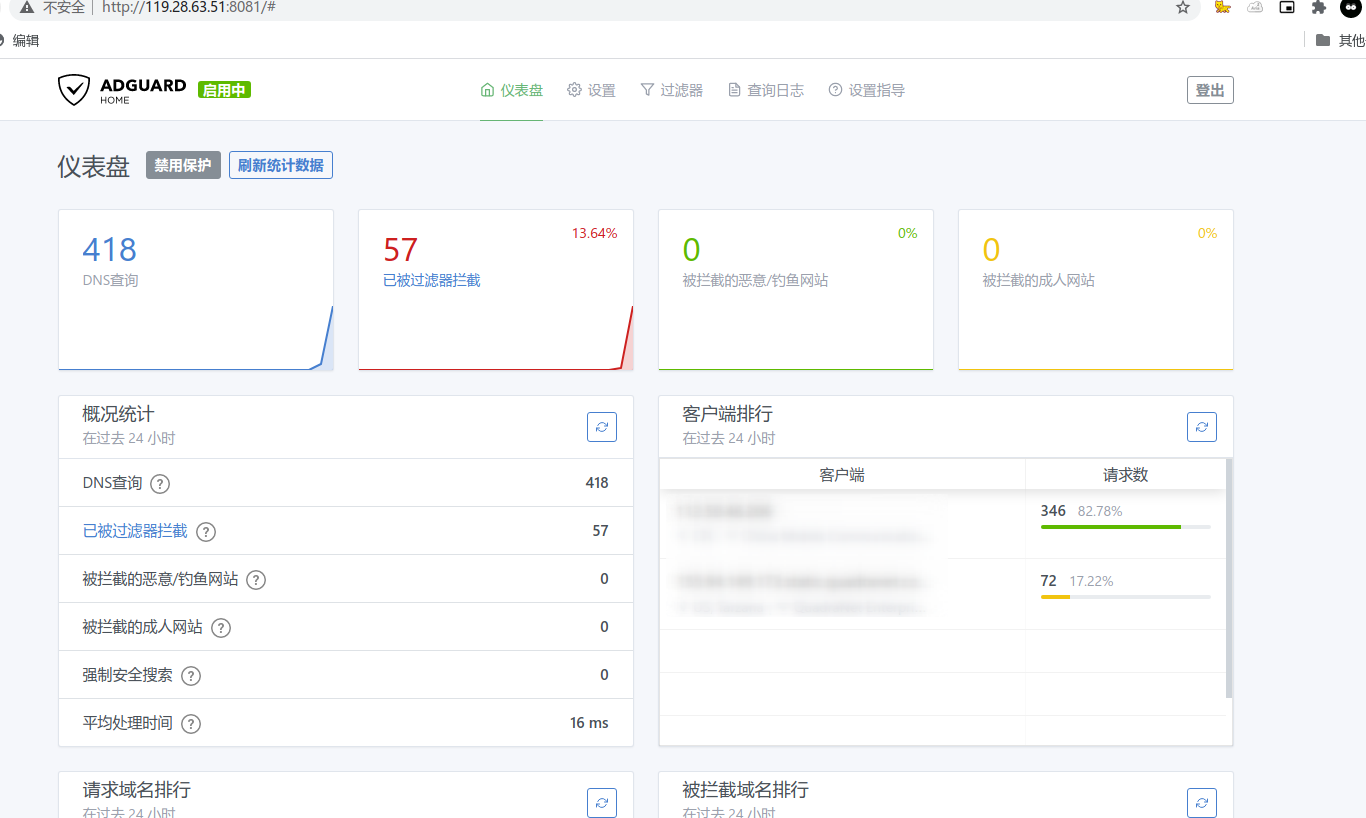 不安全 http://119.28.63.51:8081/#
编辑 其他
ADGUARD HOME 启用中 仪表盘 设置 过滤器 查询日志 设置指导 登出
仪表盘 禁用保护 刷新统计数据
418
DNS查询
13.64%
57
已被过滤器拦截
0%
0
被拦截的恶意/钓鱼网站
0%
0
被拦截的成人网站
概况统计
在过去 24 小时
DNS查询 ? 418
已被过滤器拦截 ? 57
被拦截的恶意/钓鱼网站 ? 0
被拦截的成人网站 ? 0
强制安全搜索 ? 0
平均处理时间 ? 16 ms
客户端排行
在过去 24 小时
客户端 请求数
346 82.78%
72 17.22%
请求域名排行
在过去 24 小时
被拦截域名排行
在过去 24 小时